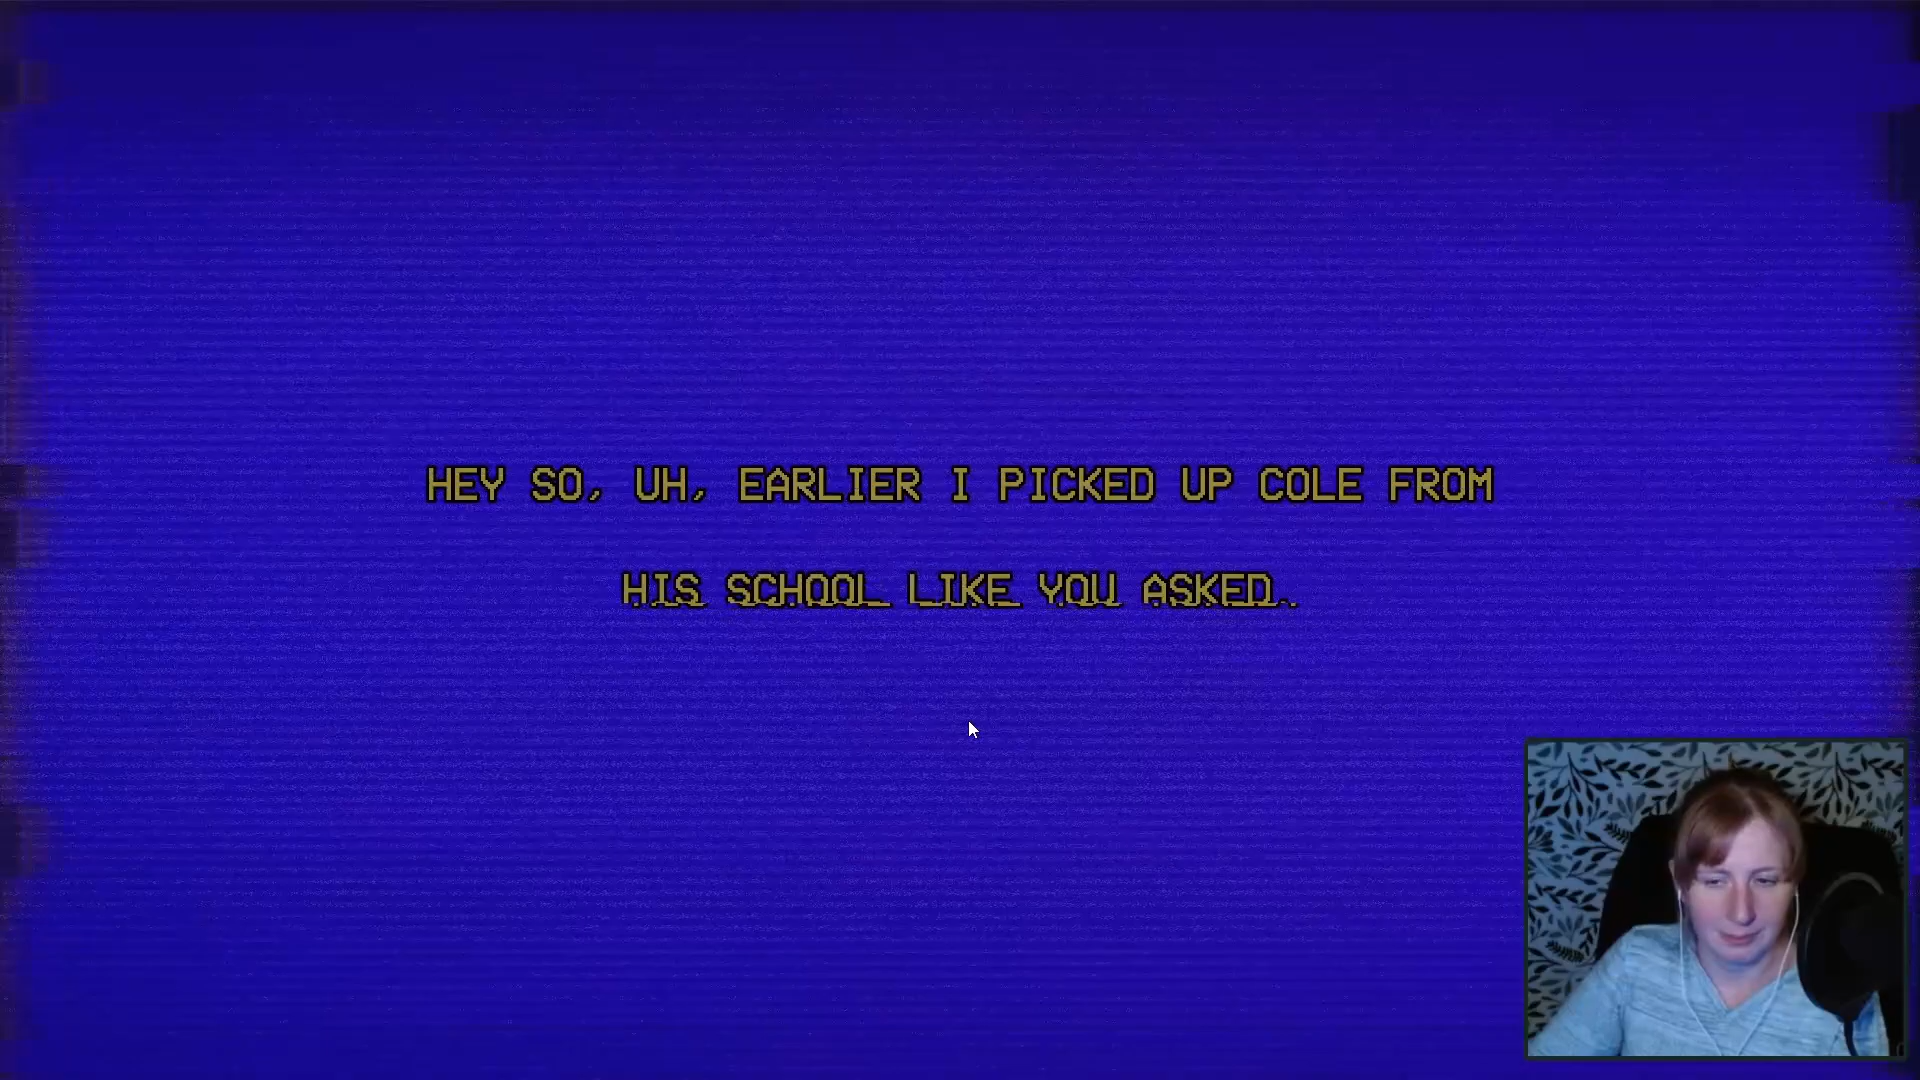 HEY SO, UH, EARLIER I PICKED UP COLE FROM
HIS SCHOOL LIKE YOU ASKED.